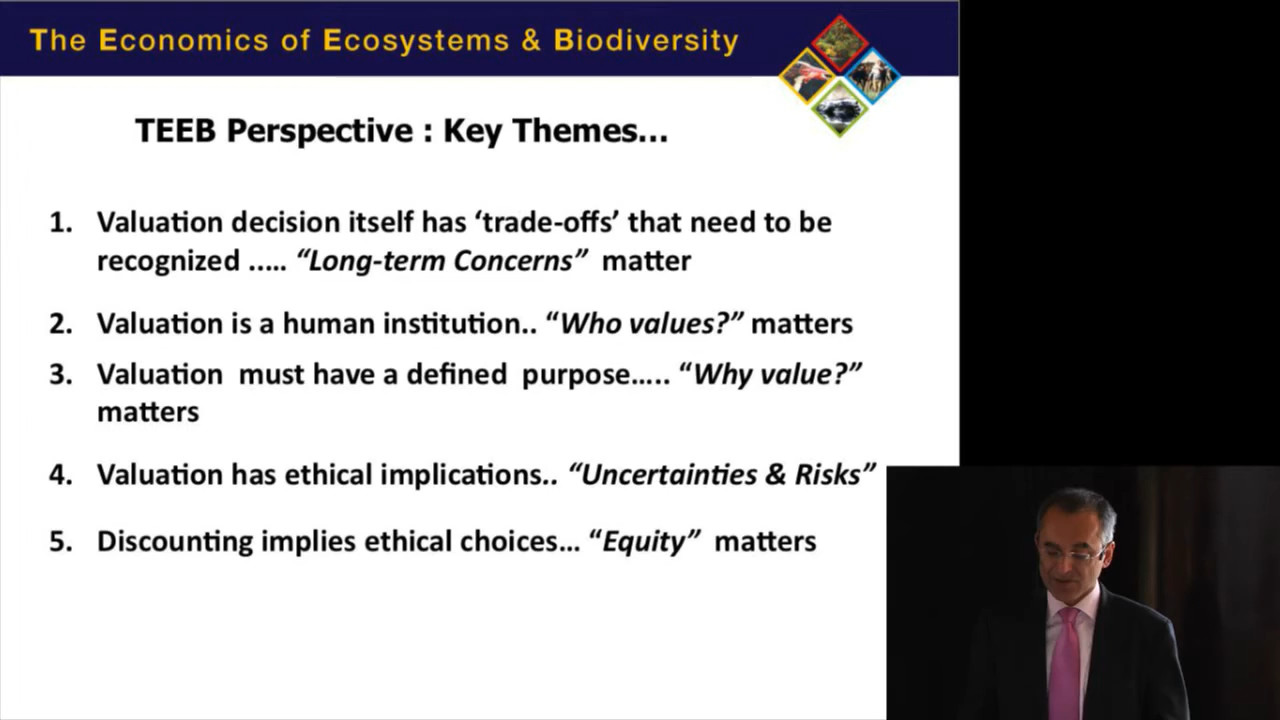 The Economics of Ecosystems & Biodiversity
TEEB Perspective : Key Themes...
1. Valuation decision itself has ‘trade-offs’ that need to be
recognized ..... “Long-term Concerns” matter
2. Valuation is a human institution.. “Who values?” matters
3. Valuation must have a defined purpose..... “Why value?”
matters
4. Valuation has ethical implications.. “Uncertainties & Risks”
5. Discounting implies ethical choices... “Equity” matters